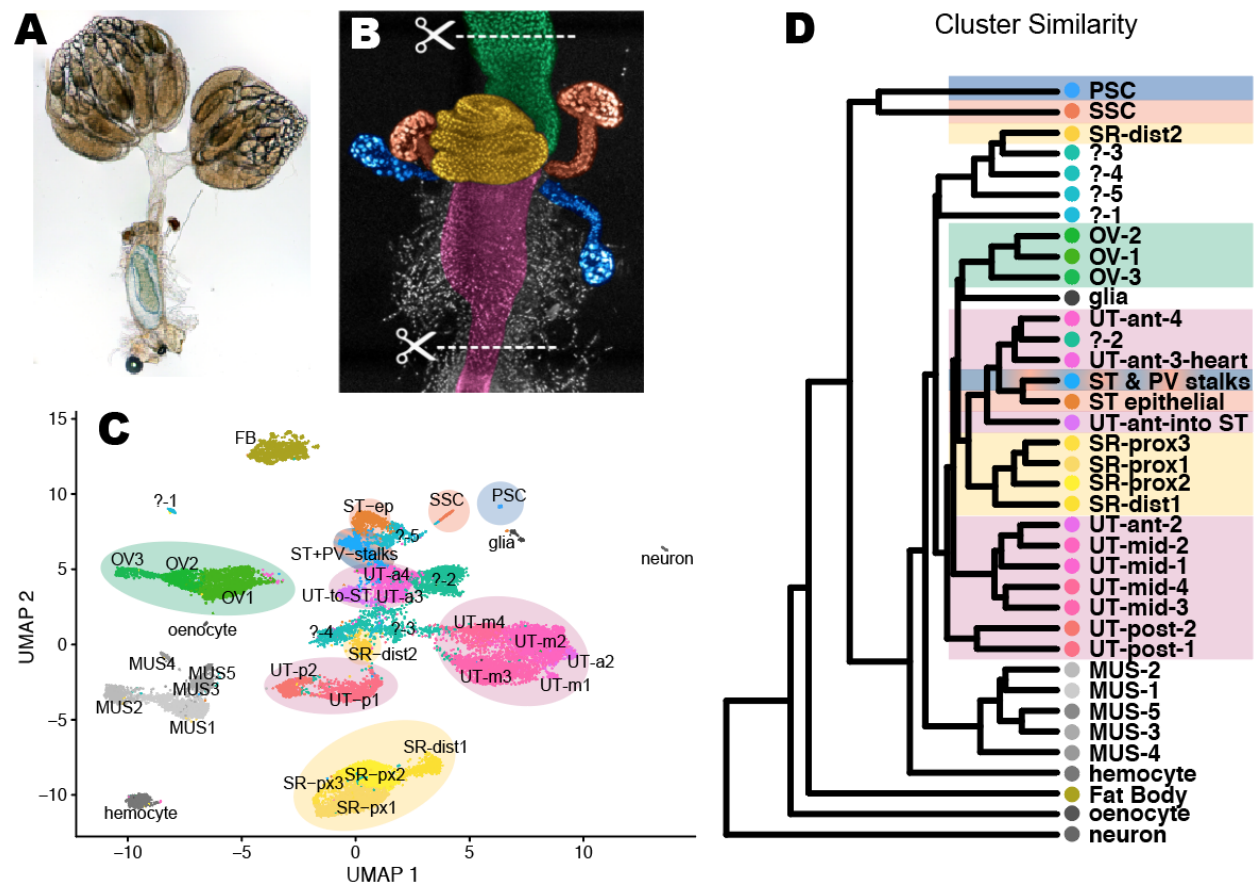 A
B
D
Cluster Similarity
PSC
SSC
SR-dist2
?-3
?-4
?-5
?-1
OV-2
OV-1
OV-3
glia
UT-ant-4
?-2
UT-ant-3-heart
ST & PV stalks
ST epithelial
UT-ant-into ST
SR-prox3
SR-prox1
SR-prox2
SR-dist1
UT-ant-2
UT-mid-2
UT-mid-1
UT-mid-4
UT-mid-3
UT-post-2
UT-post-1
MUS-2
MUS-1
MUS-5
MUS-3
MUS-4
hemocyte
Fat Body
oenocyte
neuron
C
15
10
5
0
−5
−10
UMAP 2
−10
−5
0
5
10
UMAP 1
FB
?-1
ST−ep
SSC
PSC
?-5
glia
ST+PV−stalks
neuron
OV3
OV2
OV1
UT-a4
?-2
UT-to-ST
UT-a3
oenocyte
?-4
?-3
UT-m4
UT-m2
SR-dist2
UT-a2
MUS4
MUS5
MUS3
UT-p2
UT-m3
UT-m1
MUS2
UT-p1
MUS1
SR-dist1
SR−px3
SR−px2
SR−px1
hemocyte